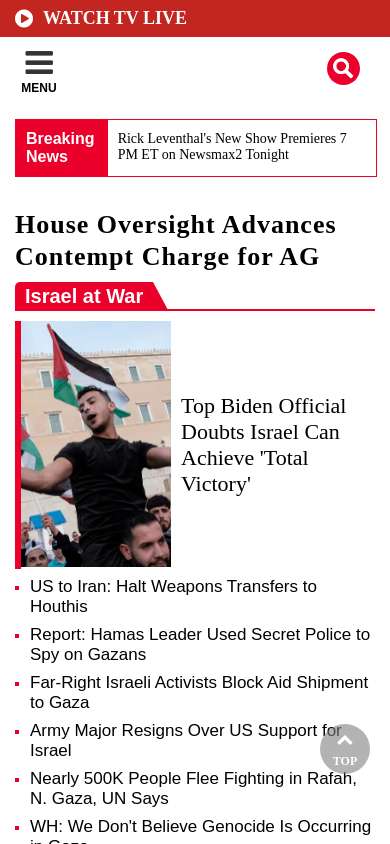 WATCH TV LIVE
MENU
Breaking
News
Rick Leventhal's New Show Premieres 7
PM ET on Newsmax2 Tonight
House Oversight Advances
Contempt Charge for AG
Israel at War
Top Biden Official
Doubts Israel Can
Achieve 'Total
Victory'
US to Iran: Halt Weapons Transfers to
Houthis
Report: Hamas Leader Used Secret Police to
Spy on Gazans
Far-Right Israeli Activists Block Aid Shipment
to Gaza
Army Major Resigns Over US Support for
Israel
TOP
Nearly 500K People Flee Fighting in Rafah,
N. Gaza, UN Says
WH: We Don't Believe Genocide Is Occurring
in Gaza